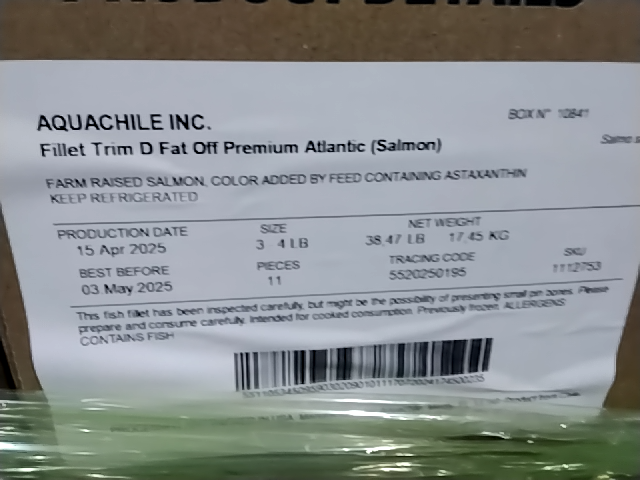 PRODUCT DETAILS
AQUACHILE INC.
BOX N° 10841
Fillet Trim D Fat Off Premium Atlantic (Salmon)
FARM RAISED SALMON, COLOR ADDED BY FEED CONTAINING ASTAXANTHIN
KEEP REFRIGERATED
PRODUCTION DATE SIZE NET WEIGHT
15 Apr 2025 3 4 LB 38,47 LB 17,45 KG
BEST BEFORE PIECES TRACING CODE SKU
03 May 2025 11 5520250195 1112753
This fish fillet has been inspected carefully, but might be the possibility of presenting small pin bones. Please
prepare and consume carefully. Intended for cooked consumption. Previously frozen. ALLERGENS:
CONTAINS FISH